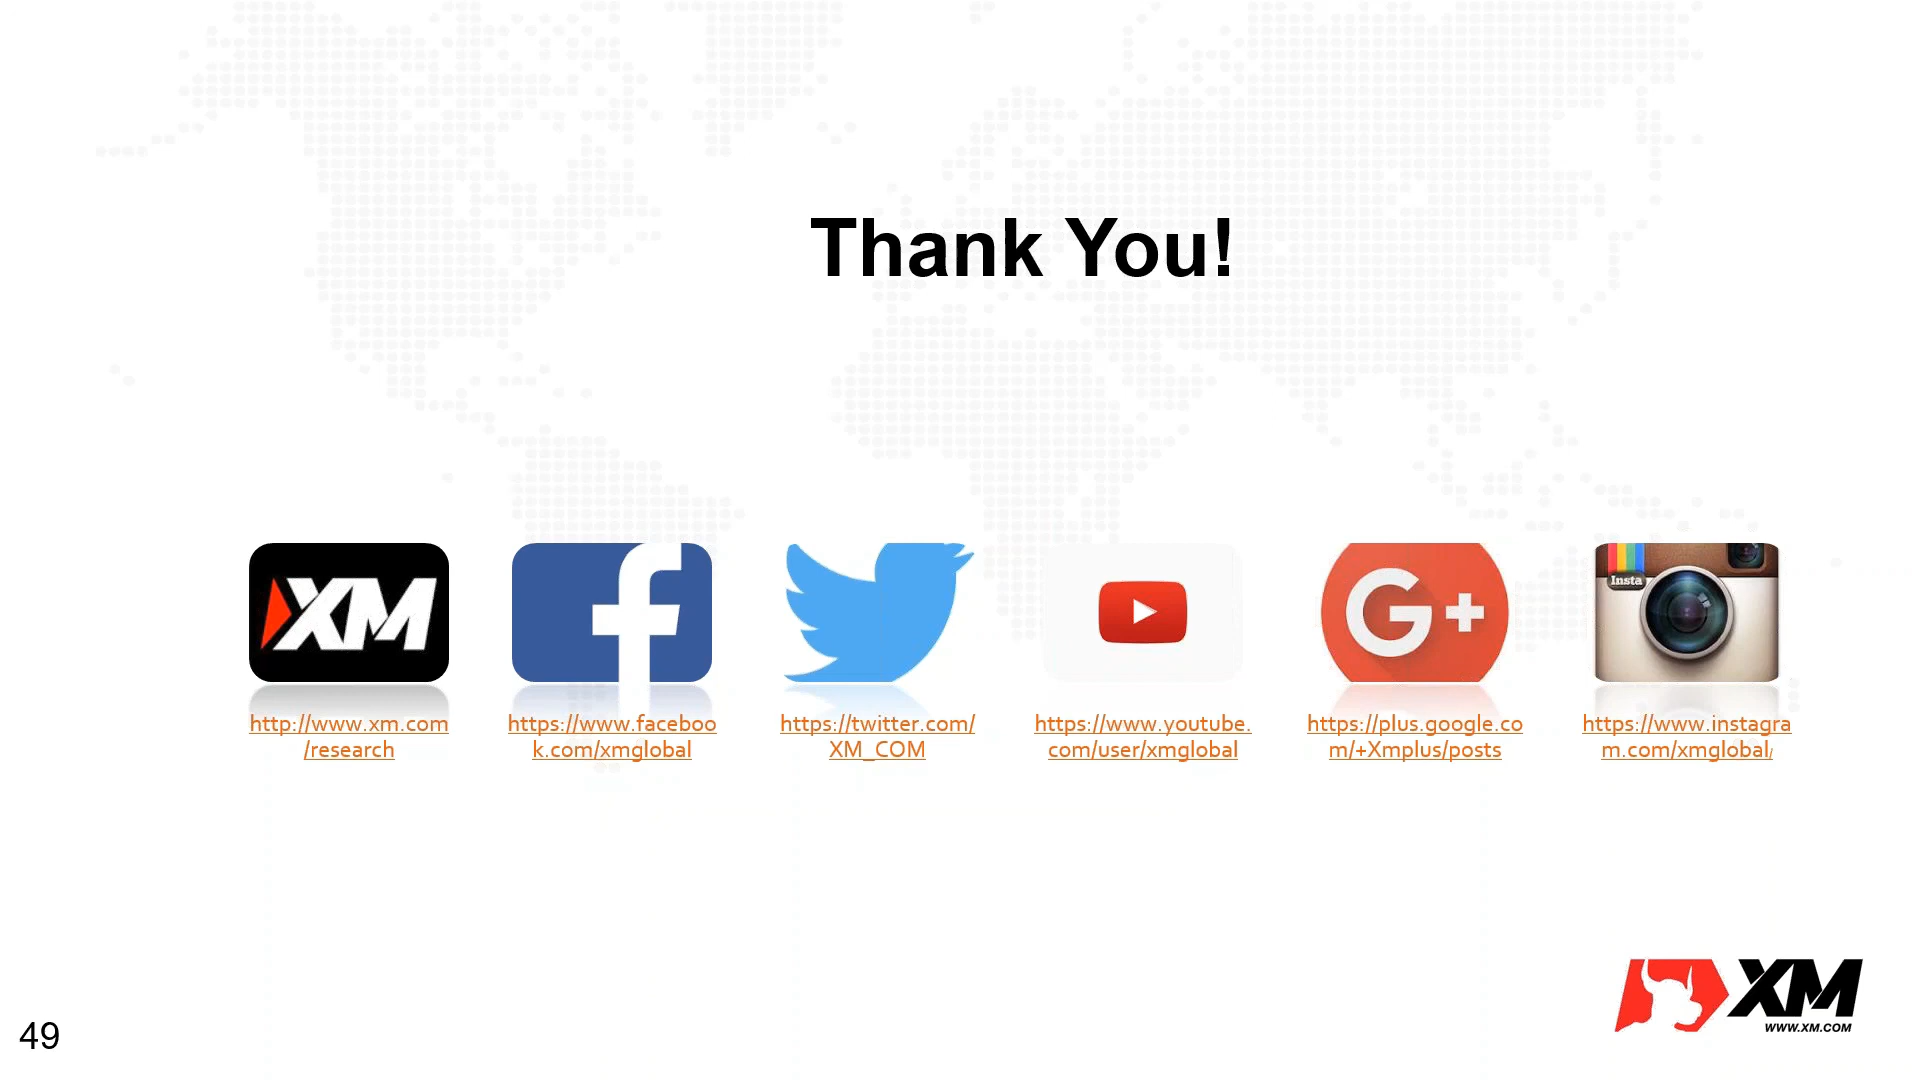 Thank You!
XM
f
G+
Insta
http://www.xm.com
/research
https://www.faceboo
k.com/xmglobal
https://twitter.com/
XM_COM
https://www.youtube.
com/user/xmglobal
https://plus.google.co
m/+Xmplus/posts
https://www.instagra
m.com/xmglobal/
XM
WWW.XM.COM
49